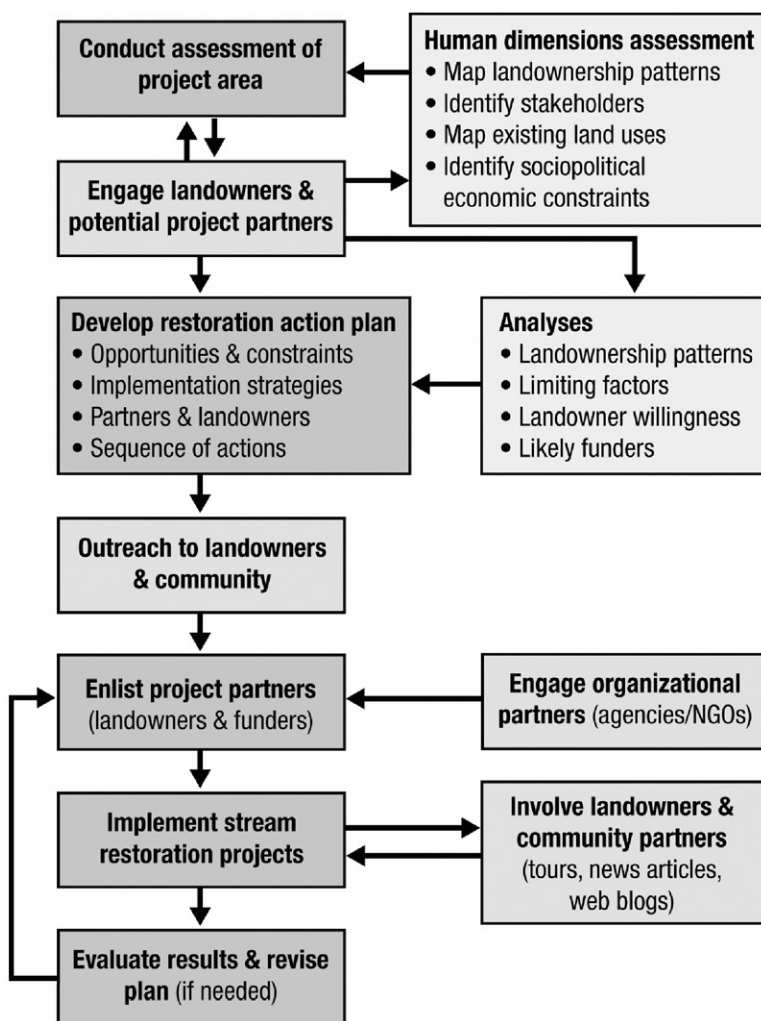 Conduct assessment of
project area
Human dimensions assessment
• Map landownership patterns
• Identify stakeholders
• Map existing land uses
• Identify sociopolitical
economic constraints
Engage landowners &
potential project partners
Develop restoration action plan
• Opportunities & constraints
• Implementation strategies
• Partners & landowners
• Sequence of actions
Analyses
• Landownership patterns
• Limiting factors
• Landowner willingness
• Likely funders
Outreach to landowners
& community
Enlist project partners
(landowners & funders)
Engage organizational
partners (agencies/NGOs)
Implement stream
restoration projects
Involve landowners &
community partners
(tours, news articles,
web blogs)
Evaluate results & revise
plan (if needed)